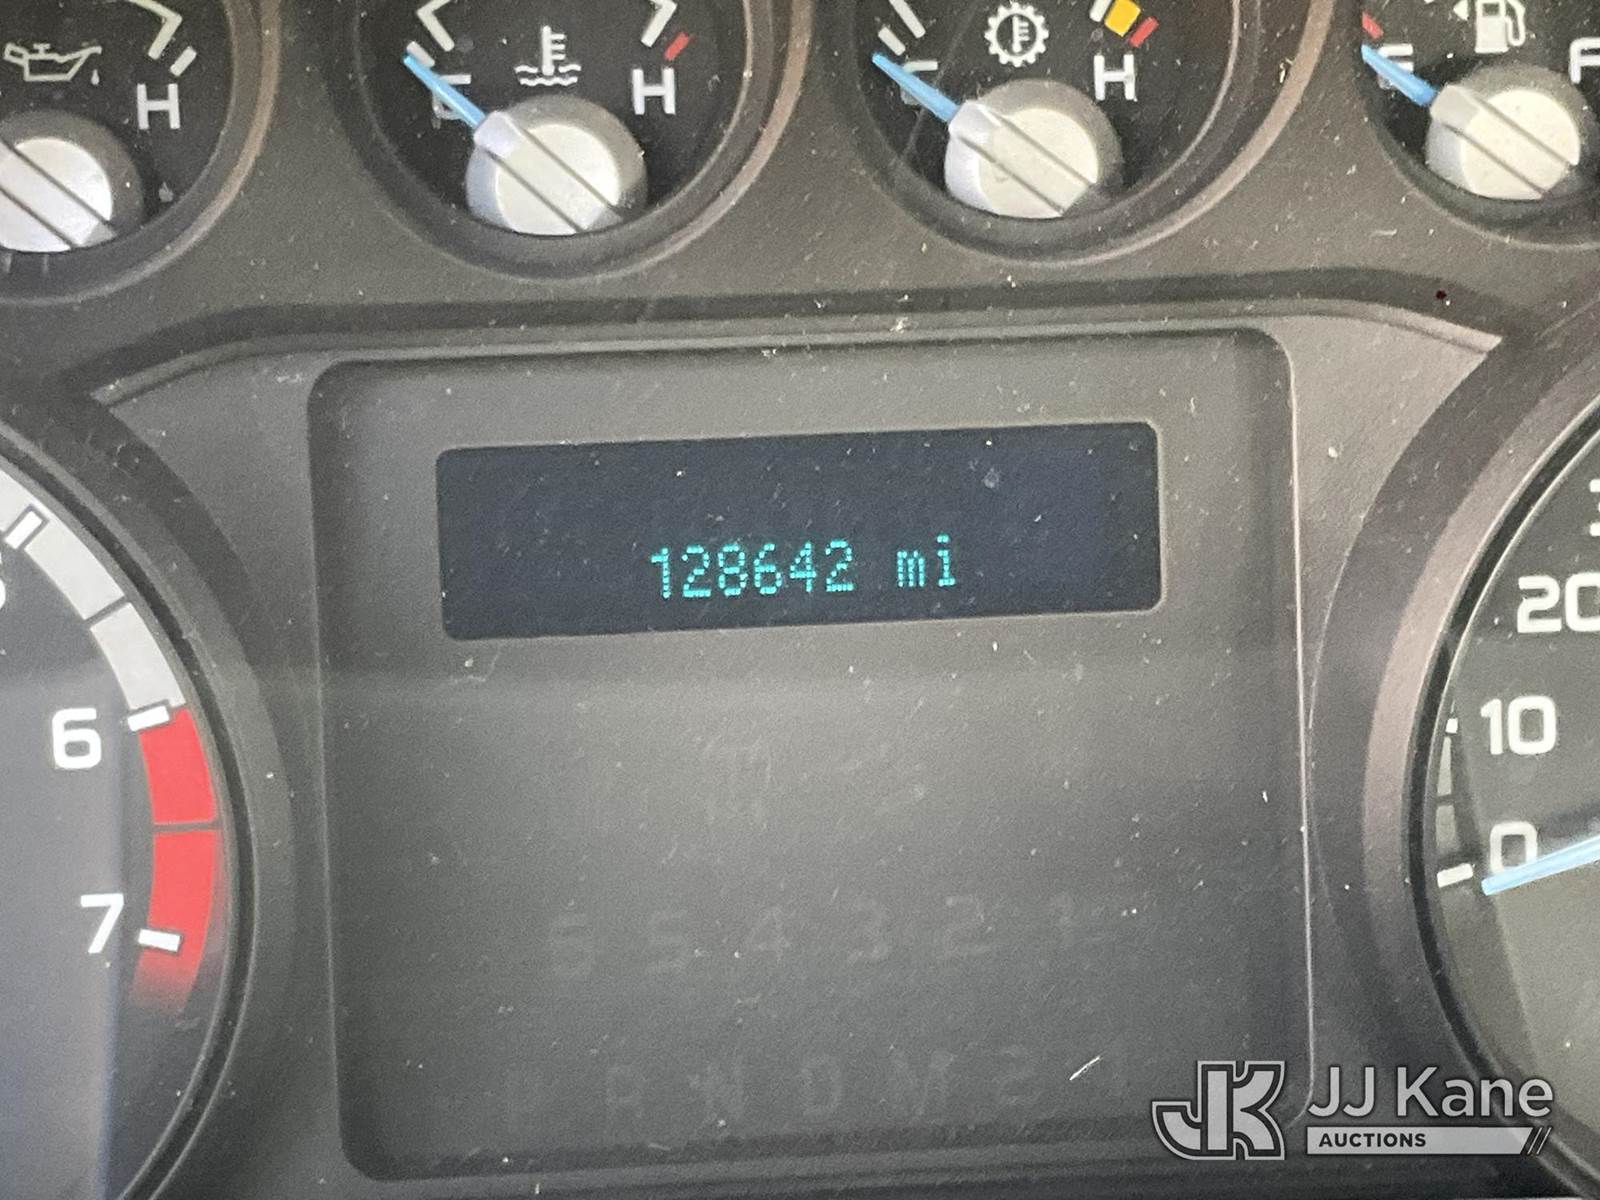 H
C
H
C
H
E
F
128642 mi
6
7
20
10
0
6 5 4 3 2 1
JJ Kane
AUCTIONS